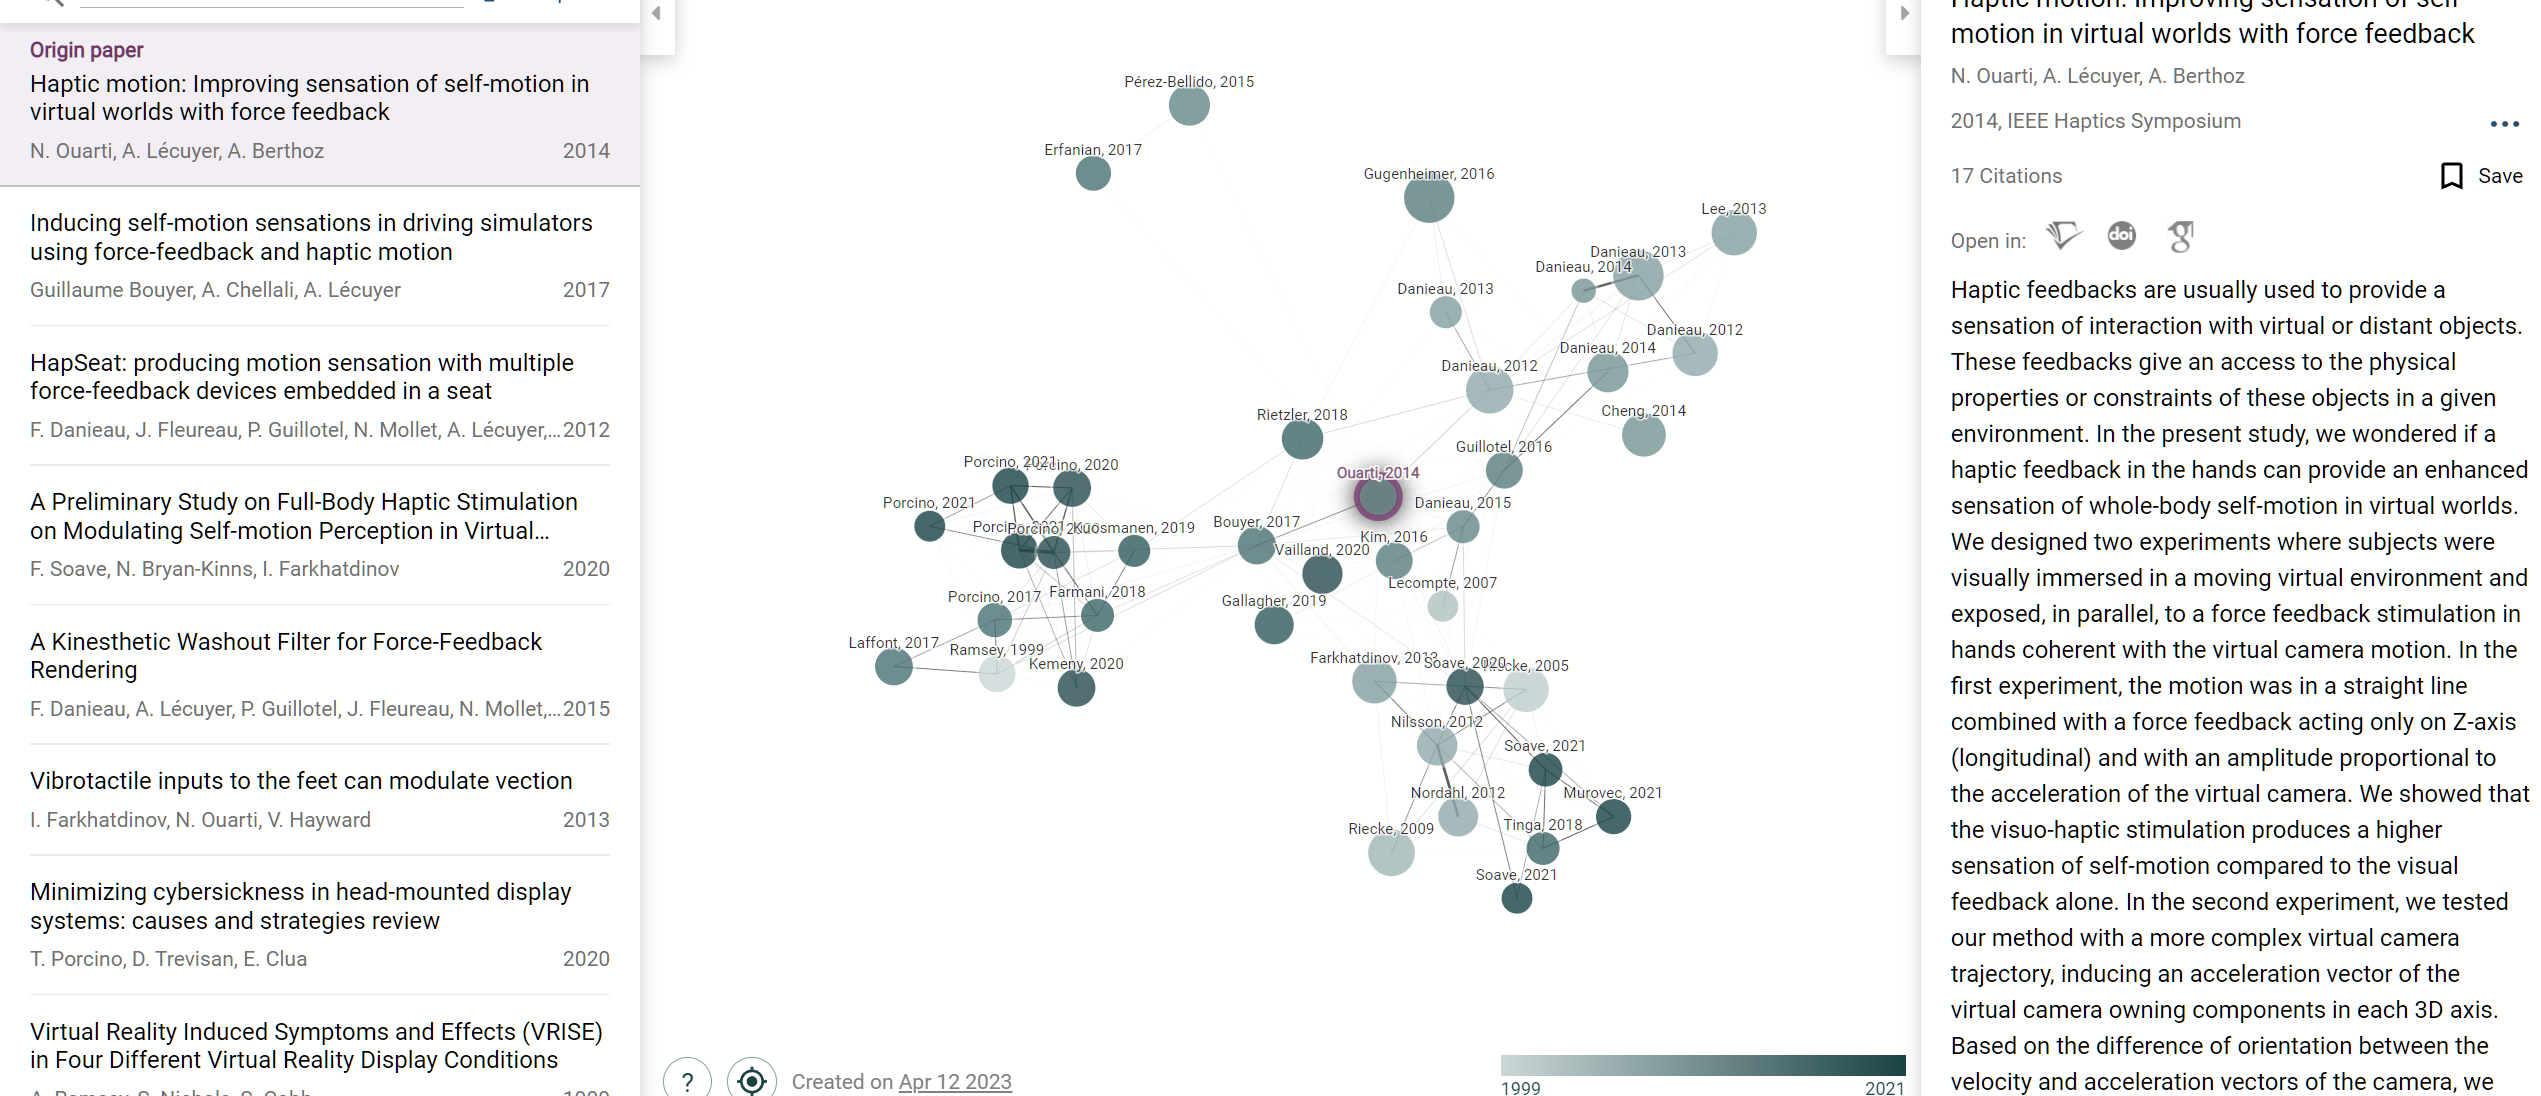 Origin paper
Haptic motion: Improving sensation of self-motion in
virtual worlds with force feedback
N. Ouarti, A. Lécuyer, A. Berthoz 2014
Inducing self-motion sensations in driving simulators
using force-feedback and haptic motion
Guillaume Bouyer, A. Chellali, A. Lécuyer 2017
HapSeat: producing motion sensation with multiple
force-feedback devices embedded in a seat
F. Danieau, J. Fleureau, P. Guillotel, N. Mollet, A. Lécuyer,... 2012
A Preliminary Study on Full-Body Haptic Stimulation
on Modulating Self-motion Perception in Virtual...
F. Soave, N. Bryan-Kinns, I. Farkhatdinov 2020
A Kinesthetic Washout Filter for Force-Feedback
Rendering
F. Danieau, A. Lécuyer, P. Guillotel, J. Fleureau, N. Mollet,... 2015
Vibrotactile inputs to the feet can modulate vection
I. Farkhatdinov, N. Ouarti, V. Hayward 2013
Minimizing cybersickness in head-mounted display
systems: causes and strategies review
T. Porcino, D. Trevisan, E. Clua 2020
Virtual Reality Induced Symptoms and Effects (VRISE)
in Four Different Virtual Reality Display Conditions
Pérez-Bellido, 2015
Erfanian, 2017
Gugenheimer, 2016
Lee, 2013
Danieau, 2013
Danieau, 2014
Danieau, 2013
Danieau, 2012
Danieau, 2014
Danieau, 2012
Cheng, 2014
Rietzler, 2018
Guillotel, 2016
Porcino, 2021
Porcino, 2020
Ouarti, 2014
Porcino, 2021
Danieau, 2015
Bouyer, 2017
Porcino, 2021
Porcino,
Kuosmanen, 2019
Kim, 2016
Vailland, 2020
Lecompte, 2007
Farmani, 2018
Porcino, 2017
Gallagher, 2019
Laffont, 2017
Ramsey, 1999
Kemeny, 2020
Farkhatdinov, 2013
Soave, 2020
Riecke, 2005
Nilsson, 2012
Soave, 2021
Nordahl, 2012
Murovec, 2021
Riecke, 2009
Tinga, 2018
Soave, 2021
?
Created on Apr 12 2023
1999 2021
Haptic motion: Improving sensation of self-
motion in virtual worlds with force feedback
N. Ouarti, A. Lécuyer, A. Berthoz
2014, IEEE Haptics Symposium
17 Citations
Save
Open in:
doi
g
Haptic feedbacks are usually used to provide a
sensation of interaction with virtual or distant objects.
These feedbacks give an access to the physical
properties or constraints of these objects in a given
environment. In the present study, we wondered if a
haptic feedback in the hands can provide an enhanced
sensation of whole-body self-motion in virtual worlds.
We designed two experiments where subjects were
visually immersed in a moving virtual environment and
exposed, in parallel, to a force feedback stimulation in
hands coherent with the virtual camera motion. In the
first experiment, the motion was in a straight line
combined with a force feedback acting only on Z-axis
(longitudinal) and with an amplitude proportional to
the acceleration of the virtual camera. We showed that
the visuo-haptic stimulation produces a higher
sensation of self-motion compared to the visual
feedback alone. In the second experiment, we tested
our method with a more complex virtual camera
trajectory, inducing an acceleration vector of the
virtual camera owning components in each 3D axis.
Based on the difference of orientation between the
velocity and acceleration vectors of the camera, we